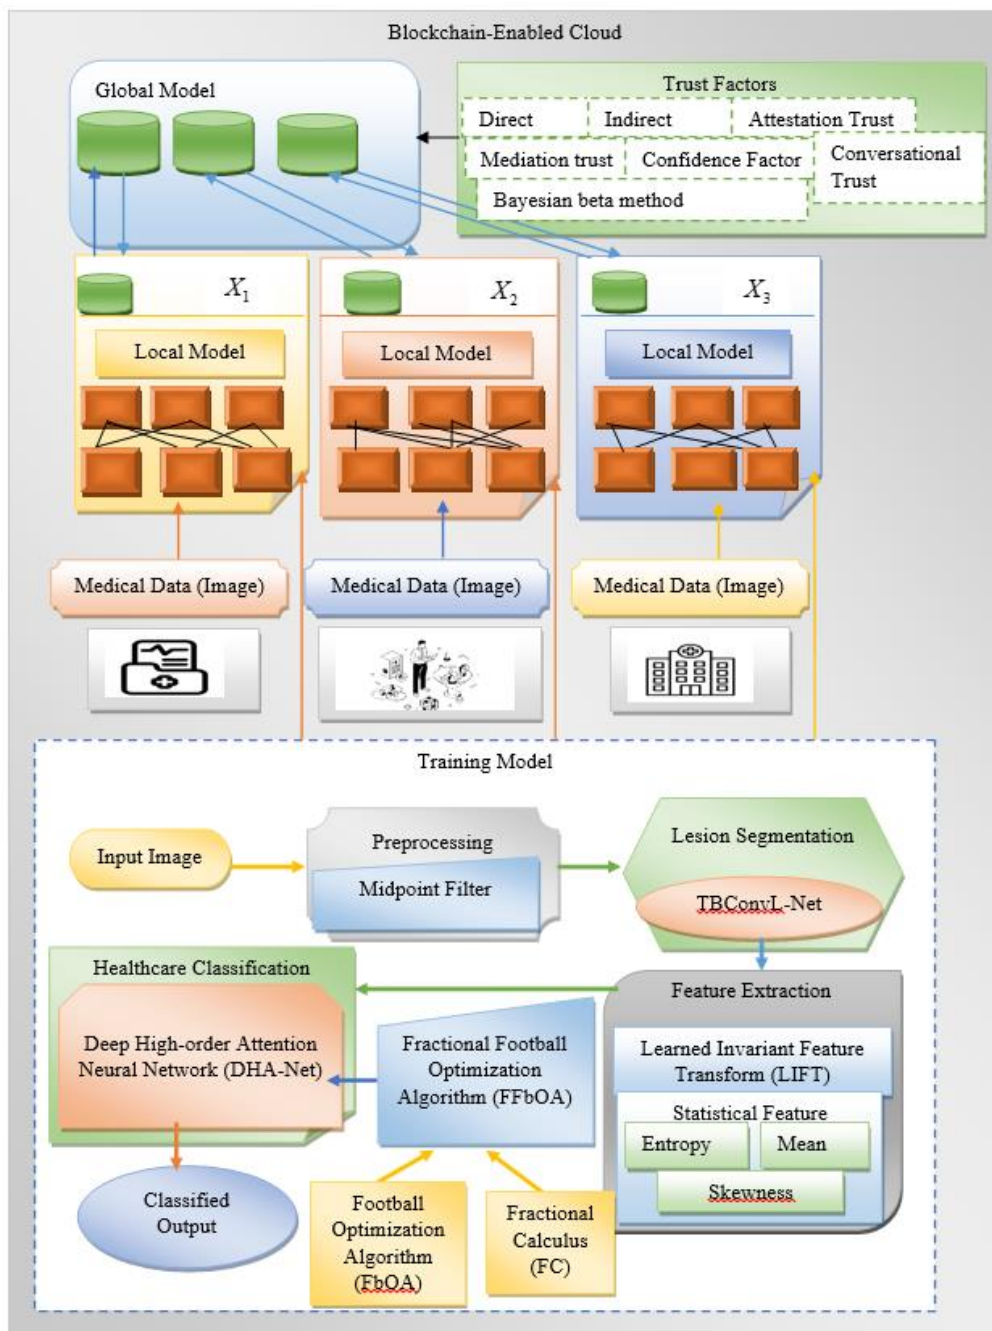 Blockchain-Enabled Cloud
Global Model
Trust Factors
Direct
Indirect
Attestation Trust
Mediation trust
Confidence Factor
Conversational
Trust
Bayesian beta method
X1
X2
X3
Local Model
Local Model
Local Model
Medical Data (Image)
Medical Data (Image)
Medical Data (Image)
Training Model
Input Image
Preprocessing
Midpoint Filter
Lesion Segmentation
TBConvL-Net
Healthcare Classification
Deep High-order Attention
Neural Network (DHA-Net)
Fractional Football
Optimization
Algorithm (FFbOA)
Feature Extraction
Learned Invariant Feature
Transform (LIFT)
Statistical Feature
Entropy
Mean
Skewness
Classified
Output
Football
Optimization
Algorithm
(FbOA)
Fractional
Calculus
(FC)